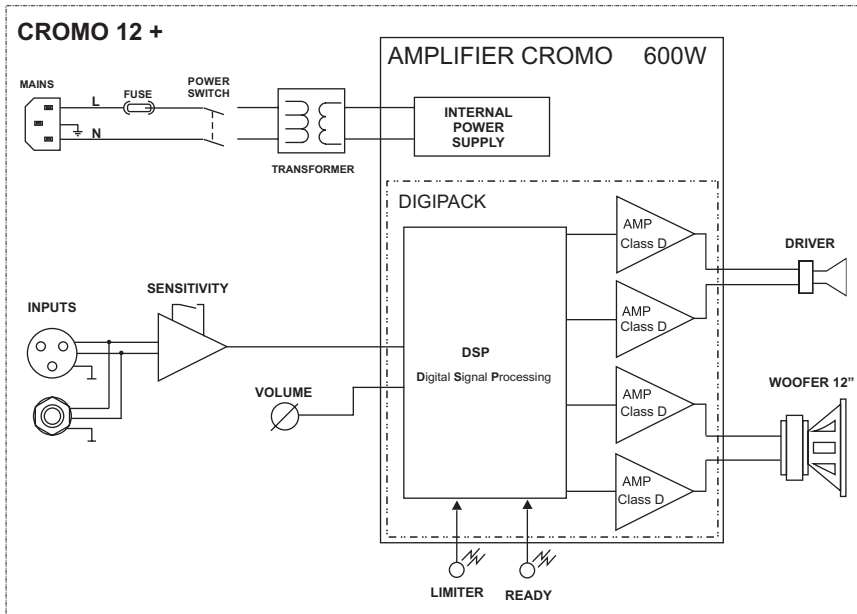 CROMO 12 +
AMPLIFIER CROMO 600W
MAINS
L
FUSE
POWER
SWITCH
N
TRANSFORMER
INTERNAL
POWER
SUPPLY
DIGIPACK
AMP
Class D
DRIVER
SENSITIVITY
INPUTS
AMP
Class D
DSP
Digital Signal Processing
VOLUME
WOOFER 12”
AMP
Class D
AMP
Class D
LIMITER
READY